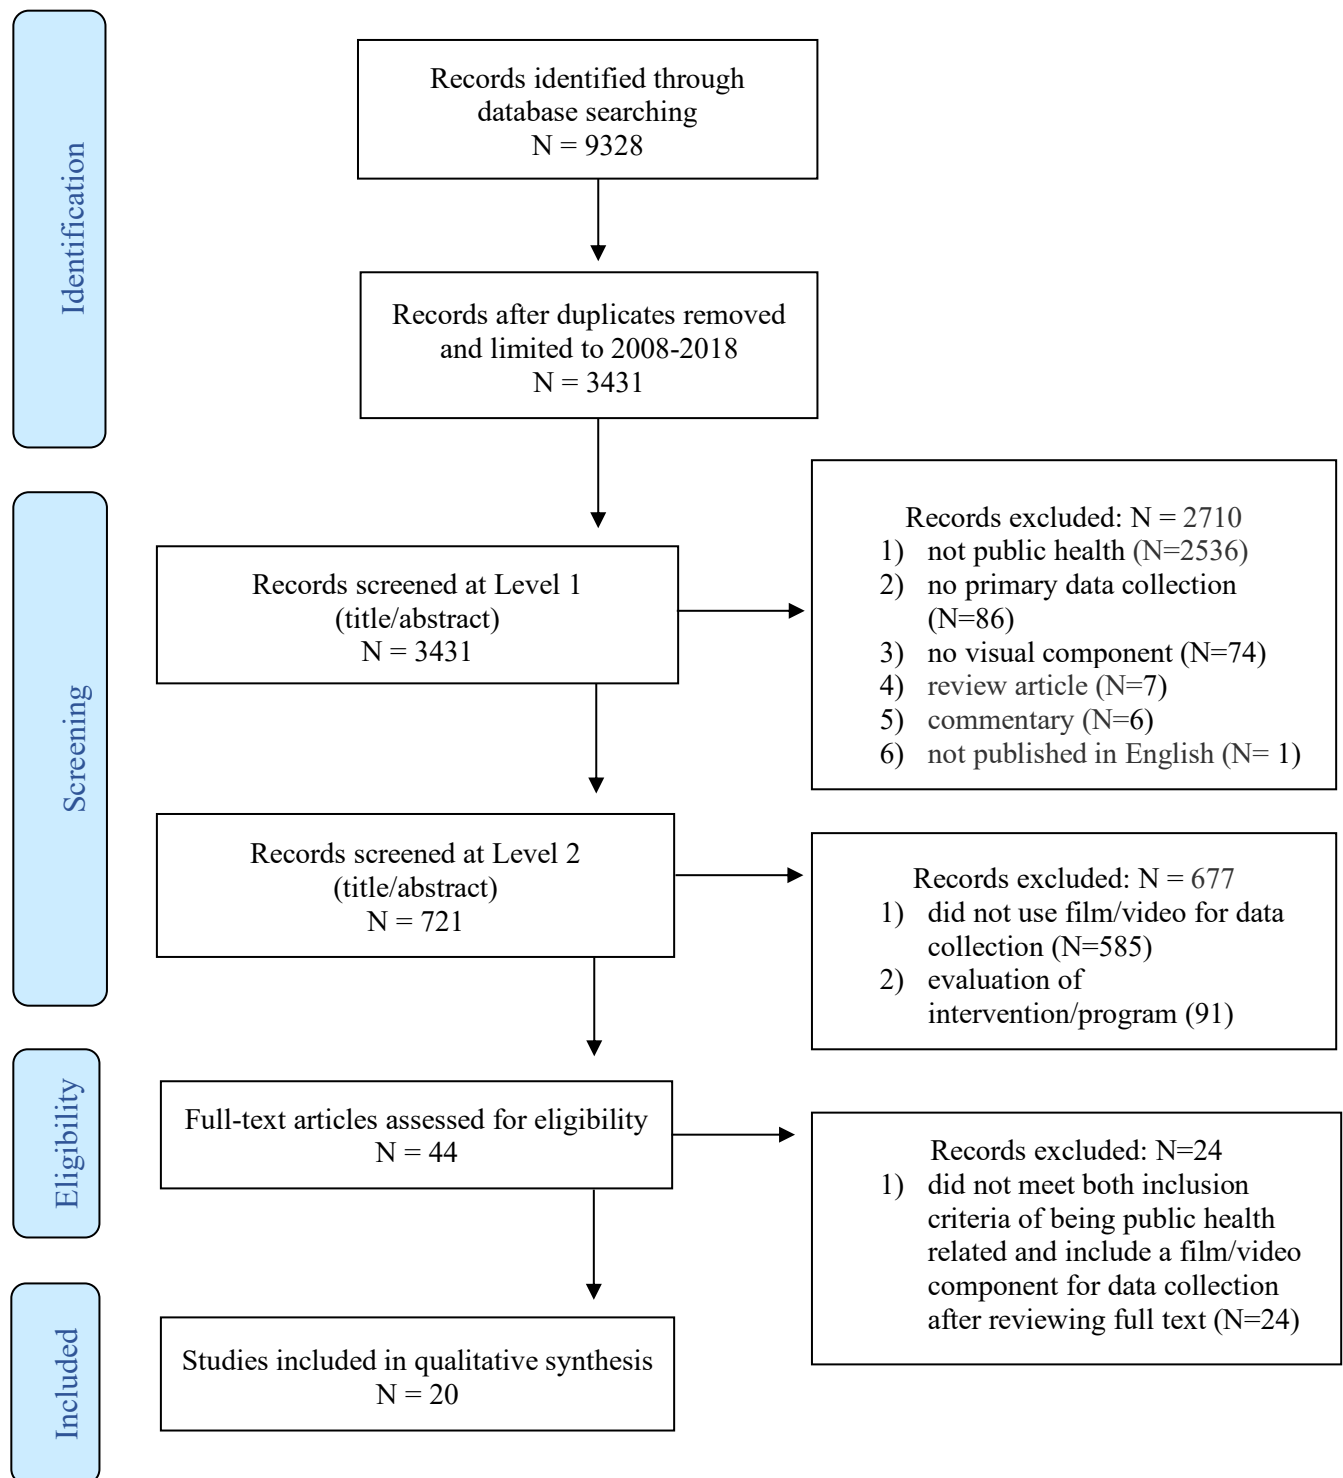 Identification
Records identified through
database searching
N = 9328
Records after duplicates removed
and limited to 2008-2018
N = 3431
Screening
Records screened at Level 1
(title/abstract)
N = 3431
Records excluded: N = 2710
1) not public health (N=2536)
2) no primary data collection
(N=86)
3) no visual component (N=74)
4) review article (N=7)
5) commentary (N=6)
6) not published in English (N= 1)
Records screened at Level 2
(title/abstract)
N = 721
Records excluded: N = 677
1) did not use film/video for data
collection (N=585)
2) evaluation of
intervention/program (91)
Eligibility
Full-text articles assessed for eligibility
N = 44
Records excluded: N=24
1) did not meet both inclusion
criteria of being public health
related and include a film/video
component for data collection
after reviewing full text (N=24)
Included
Studies included in qualitative synthesis
N = 20